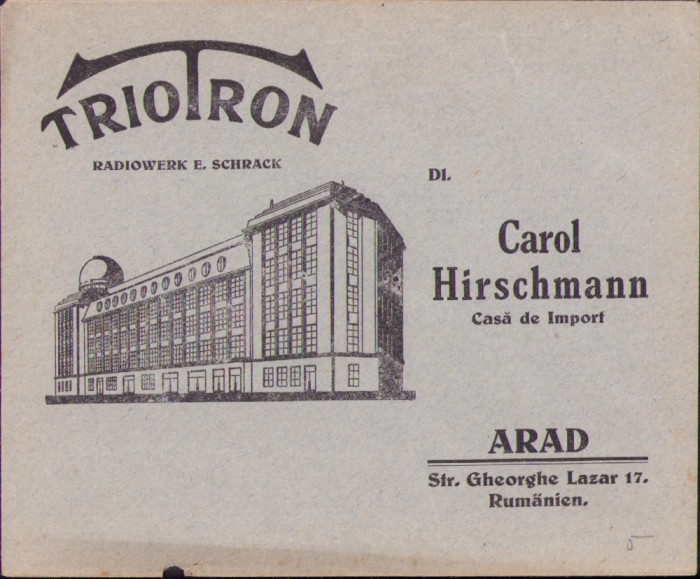 TRIOTRON
RADIOWERK E. SCHRACK
Dl.
Carol
Hirschmann
Casă de Import
ARAD
Str. Gheorghe Lazar 17.
Rumänien.